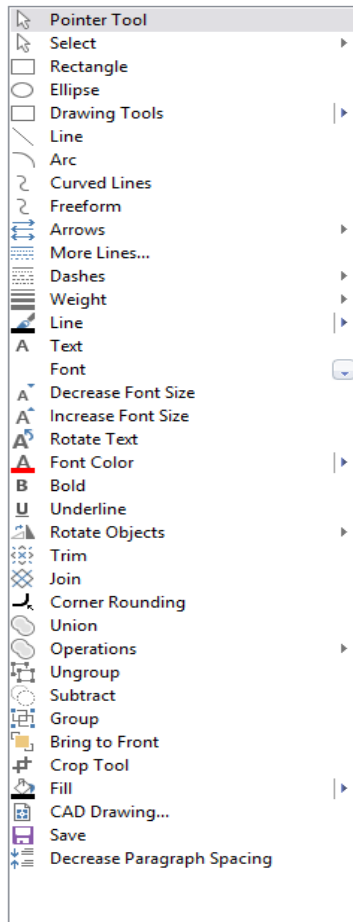 Pointer Tool
Select
Rectangle
Ellipse
Drawing Tools
Line
Arc
Curved Lines
Freeform
Arrows
More Lines...
Dashes
Weight
Line
A Text
Font
Decrease Font Size
Increase Font Size
Rotate Text
Font Color
B Bold
U Underline
Rotate Objects
Trim
Join
Corner Rounding
Union
Operations
Ungroup
Subtract
Group
Bring to Front
Crop Tool
Fill
CAD Drawing...
Save
Decrease Paragraph Spacing